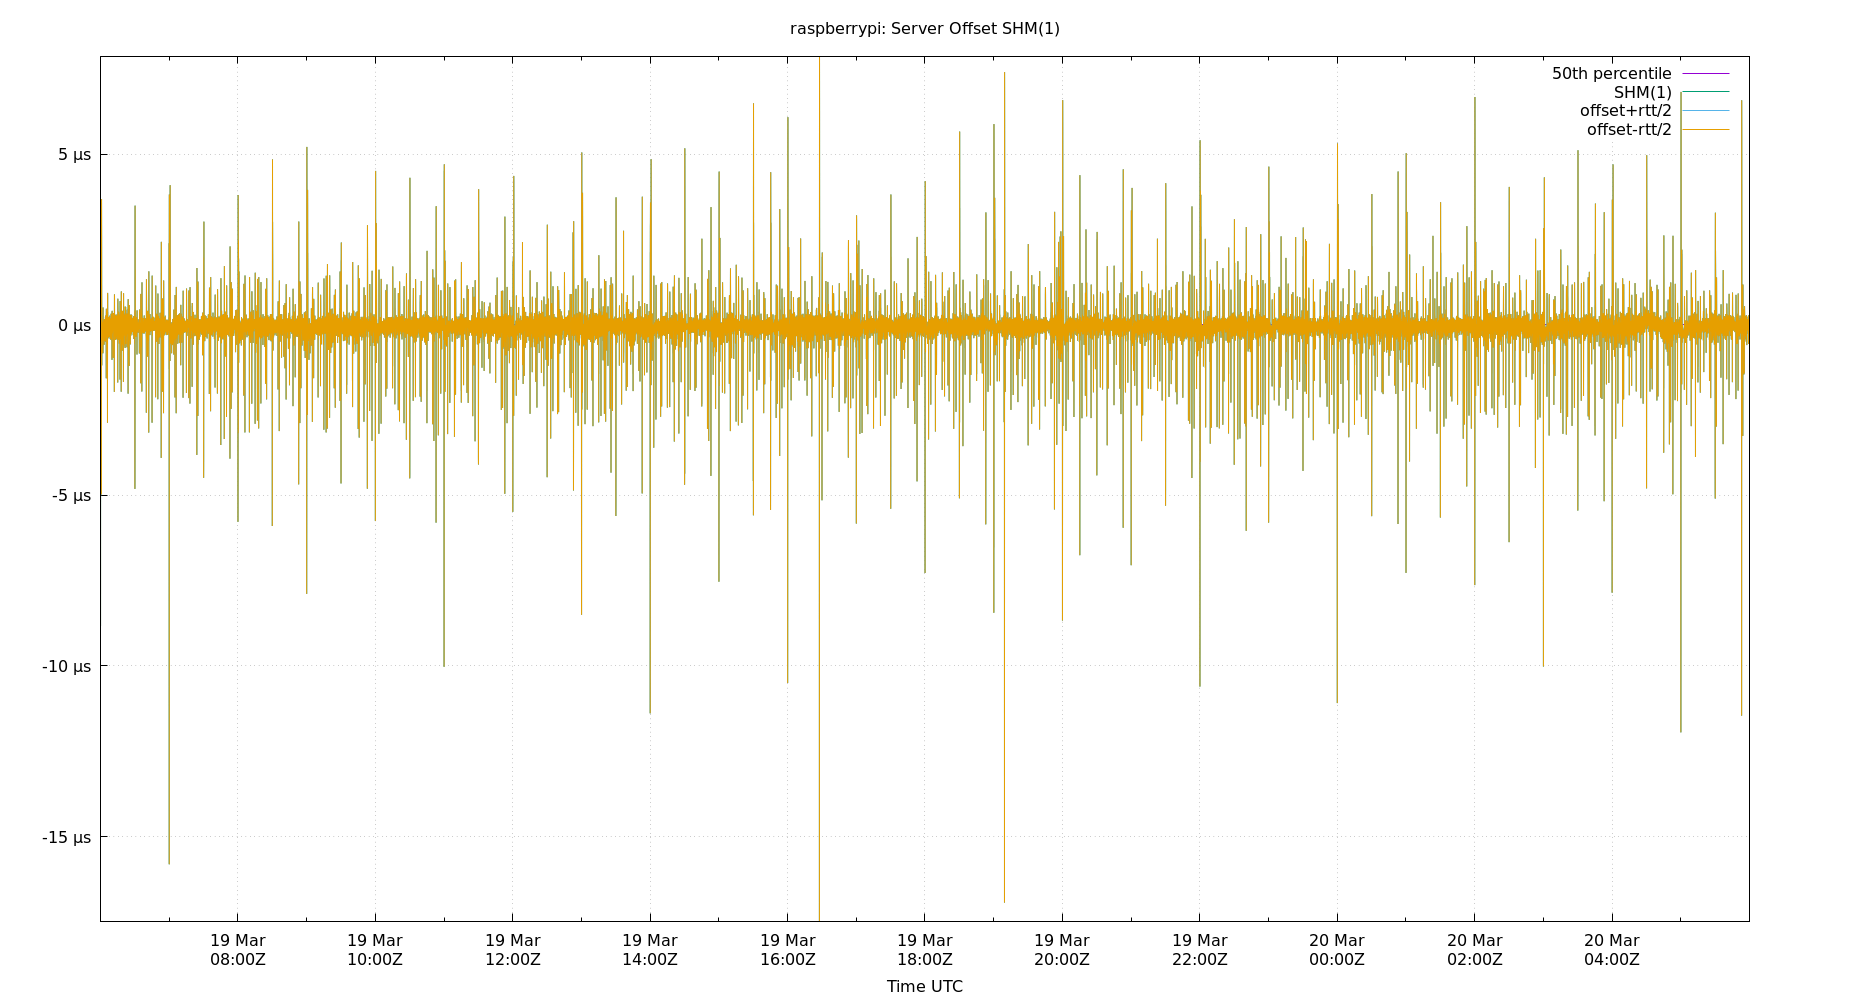 raspberrypi: Server Offset SHM(1)
50th percentile
SHM(1)
offset+rtt/2
offset-rtt/2
5 µs
0 µs
-5 µs
-10 µs
-15 µs
19 Mar 19 Mar 19 Mar 19 Mar 19 Mar 19 Mar 19 Mar 19 Mar 20 Mar 20 Mar 20 Mar
08:00Z 10:00Z 12:00Z 14:00Z 16:00Z 18:00Z 20:00Z 22:00Z 00:00Z 02:00Z 04:00Z
Time UTC